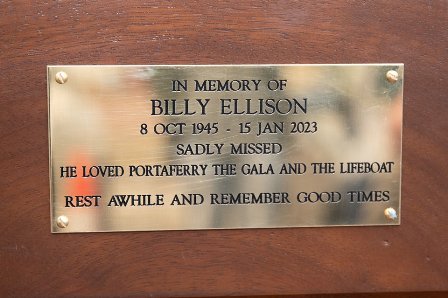 IN MEMORY OF
BILLY ELLISON
8 OCT 1945 - 15 JAN 2023
SADLY MISSED
HE LOVED PORTAFERRY THE GALA AND THE LIFEBOAT
REST AWHILE AND REMEMBER GOOD TIMES